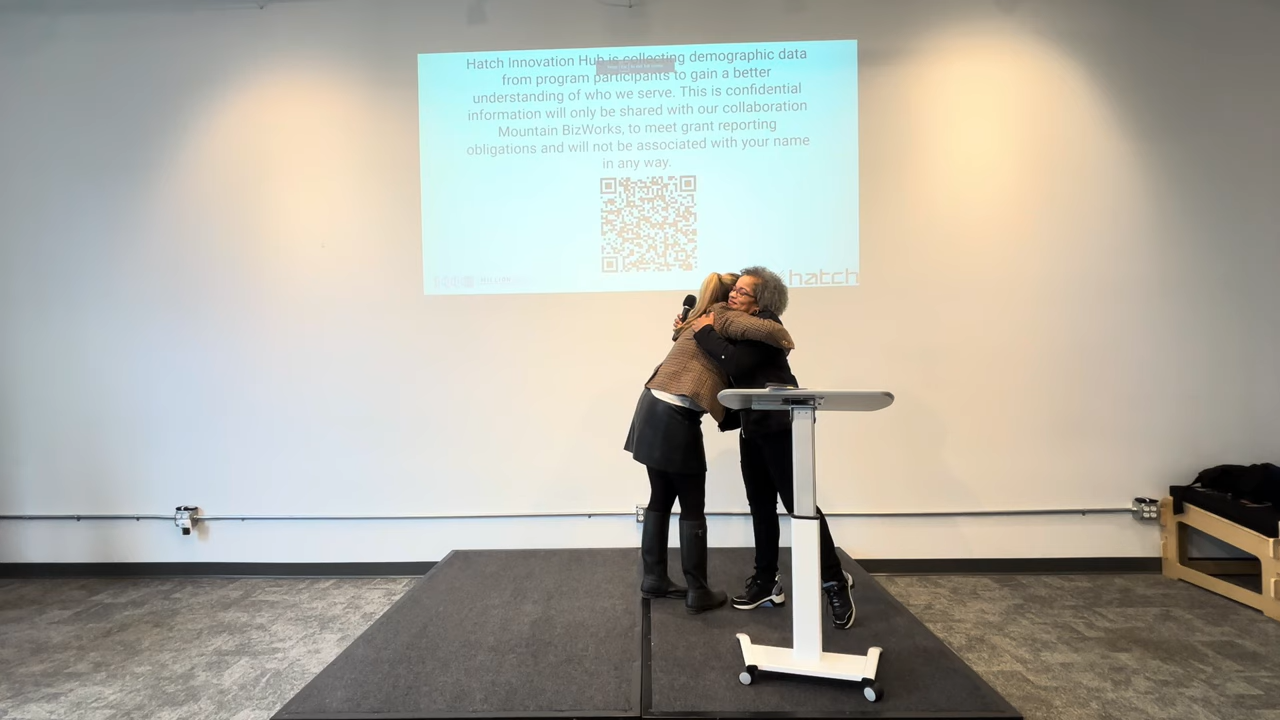 Hatch Innovation Hub is collecting demographic data
from program participants to gain a better
understanding of who we serve. This is confidential
information will only be shared with our collaboration
Mountain BizWorks, to meet grant reporting
obligations and will not be associated with your name
in any way.
hatch